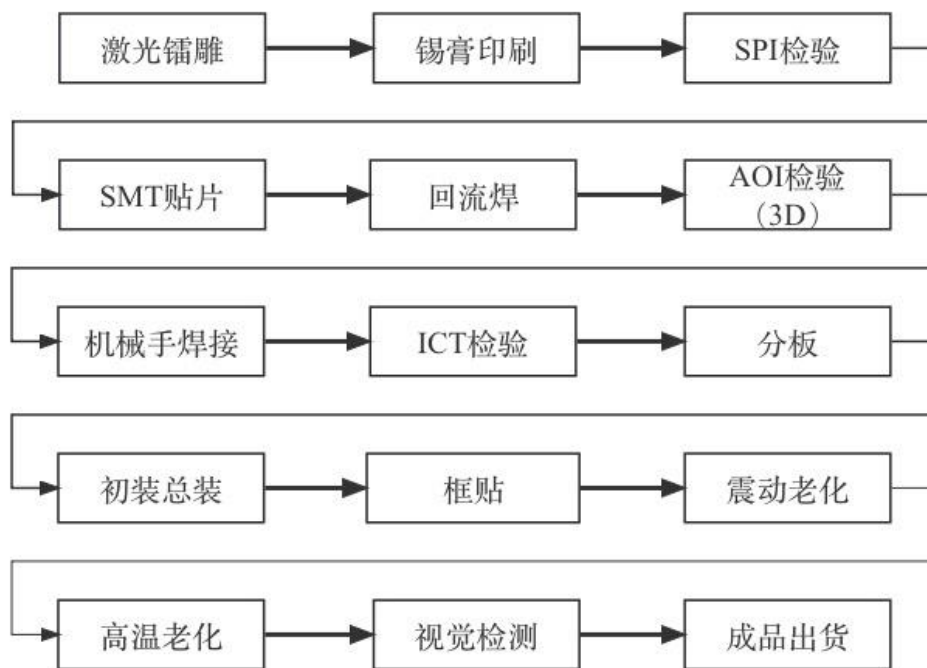 激光镭雕
锡膏印刷
SPI检验
SMT贴片
回流焊
AOI检验
（3D）
机械手焊接
ICT检验
分板
初装总装
框贴
震动老化
高温老化
视觉检测
成品出货